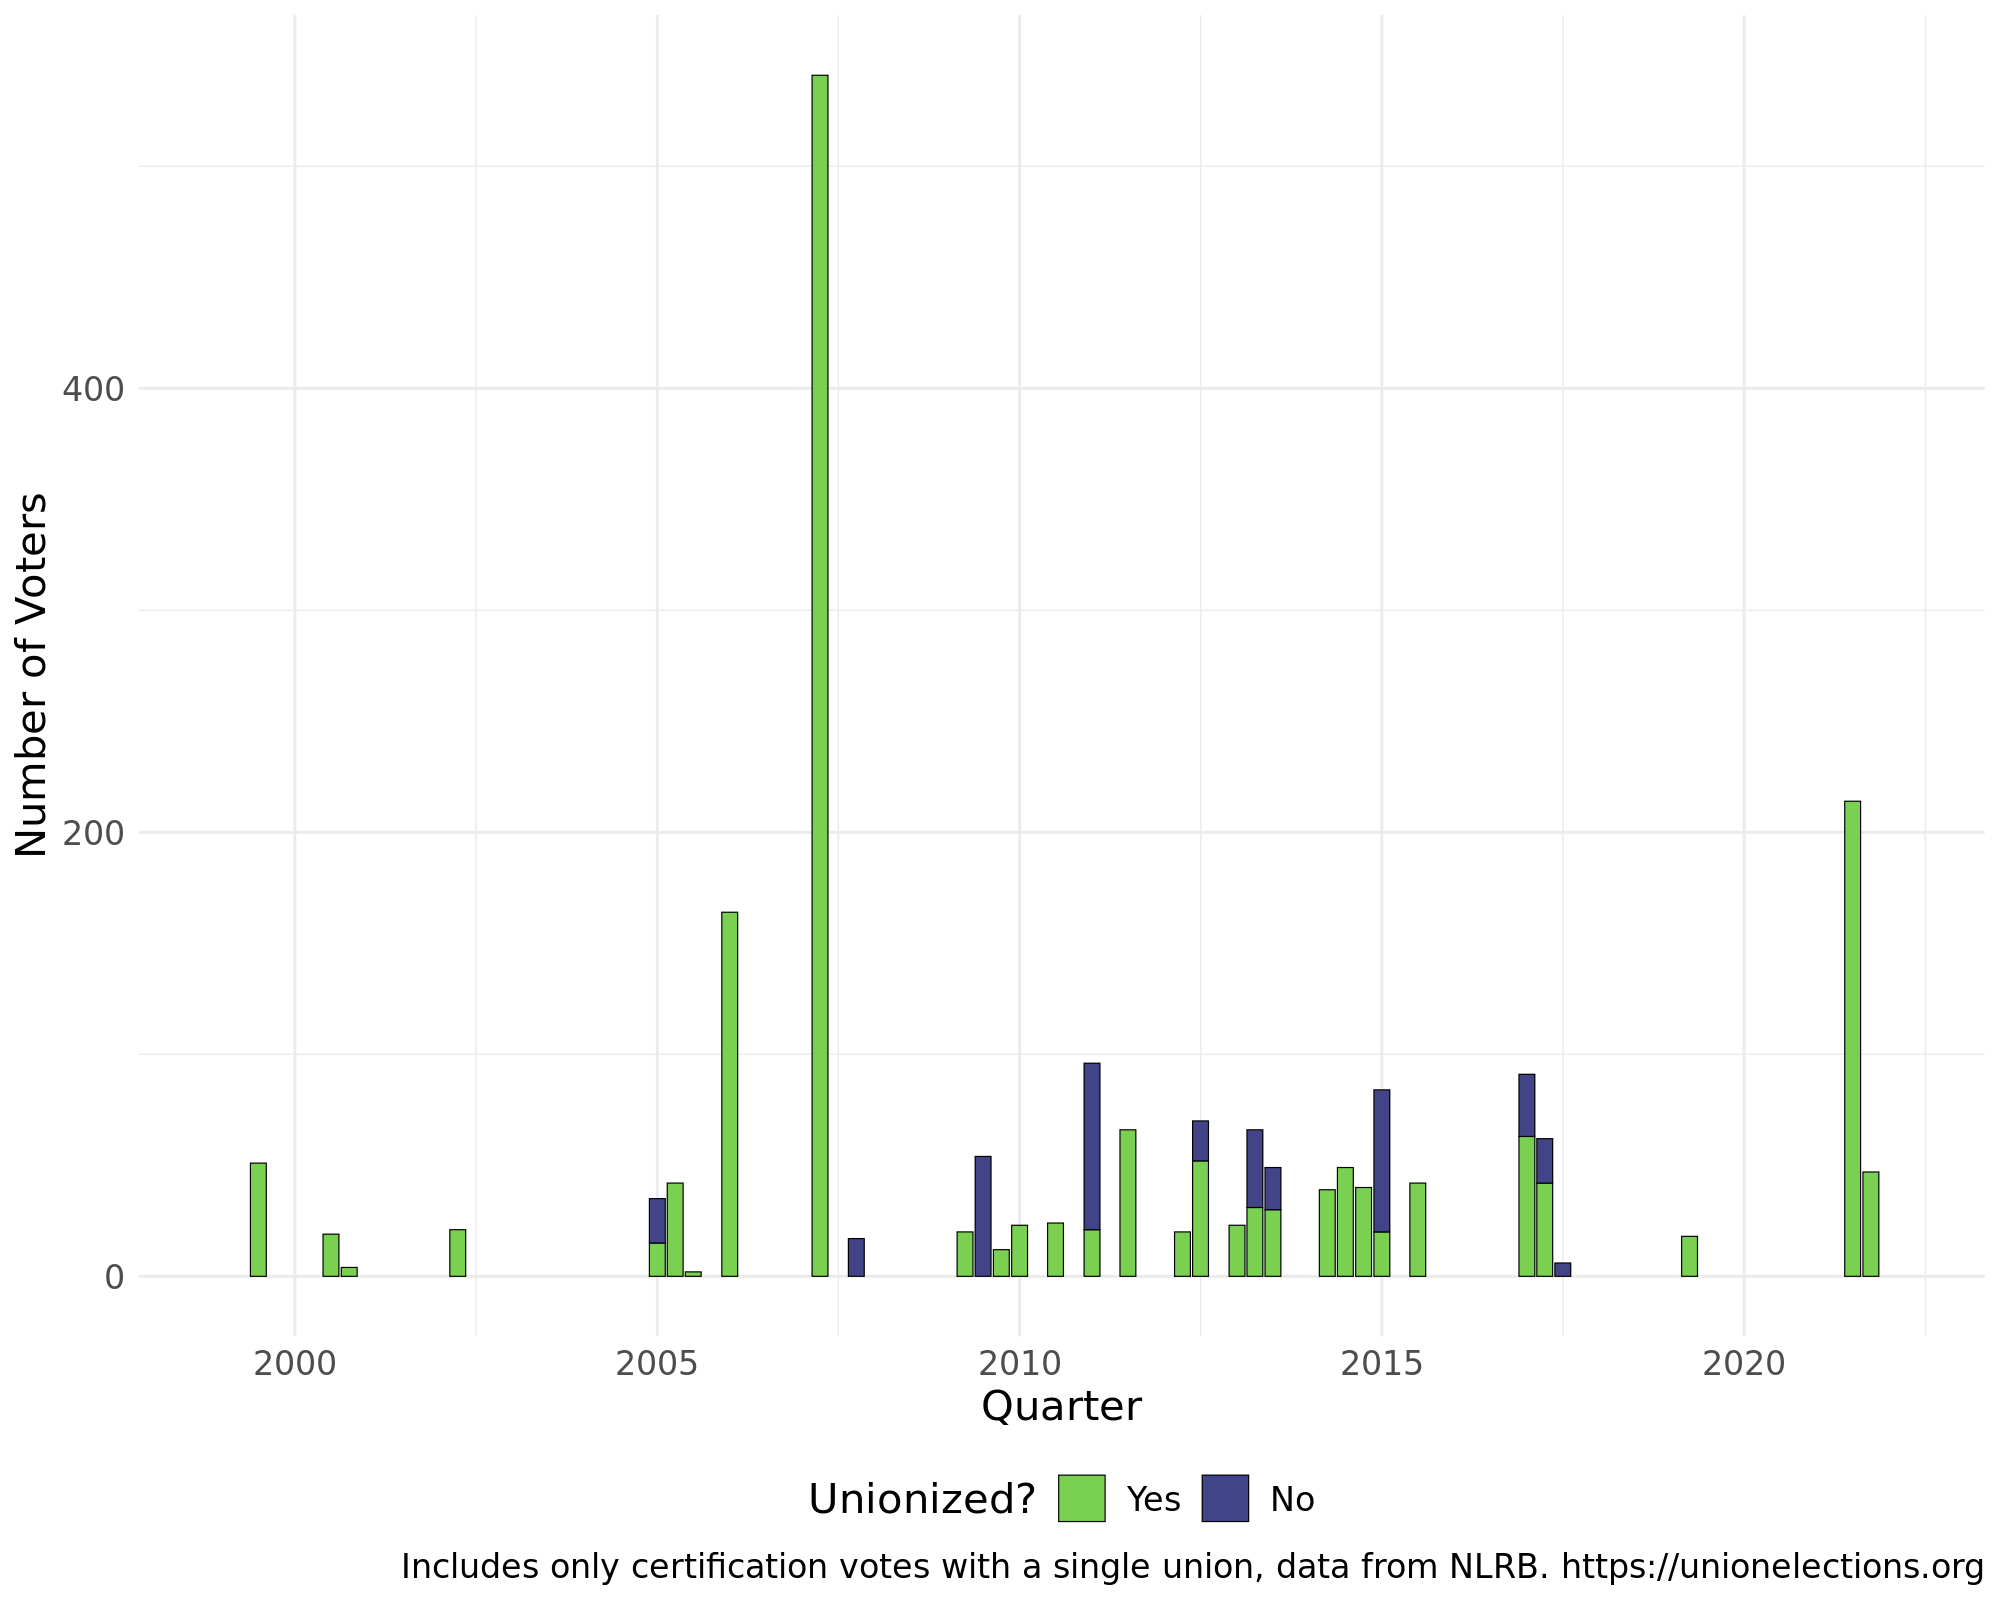 Number of Voters
400
200
0
2000 2005 2010 2015 2020
Quarter
Unionized? Yes No
Includes only certification votes with a single union, data from NLRB. https://unionelections.org